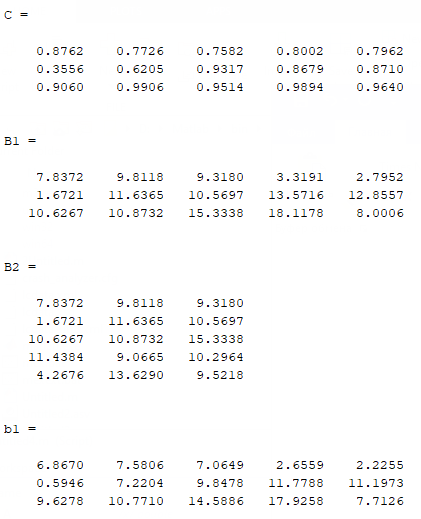 C =
0.8762 0.7726 0.7582 0.8002 0.7962
0.3556 0.6205 0.9317 0.8679 0.8710
0.9060 0.9906 0.9514 0.9894 0.9640
B1 =
7.8372 9.8118 9.3180 3.3191 2.7952
1.6721 11.6365 10.5697 13.5716 12.8557
10.6267 10.8732 15.3338 18.1178 8.0006
B2 =
7.8372 9.8118 9.3180
1.6721 11.6365 10.5697
10.6267 10.8732 15.3338
11.4384 9.0665 10.2964
4.2676 13.6290 9.5218
b1 =
6.8670 7.5806 7.0649 2.6559 2.2255
0.5946 7.2204 9.8478 11.7788 11.1973
9.6278 10.7710 14.5886 17.9258 7.7126